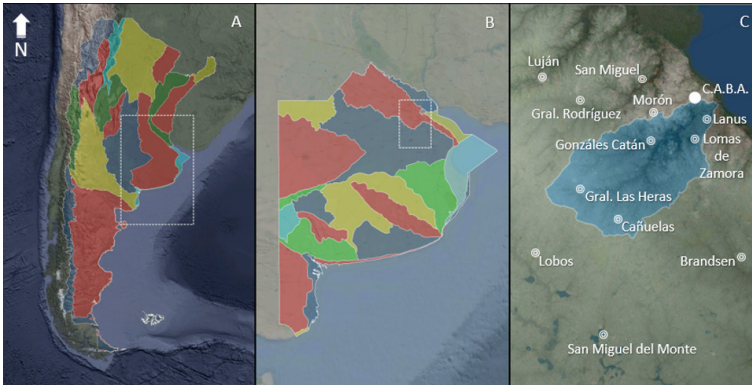 A
N
B
C
Luján
San Miguel
C.A.B.A.
Gral. Rodríguez
Morón
Lanus
Gonzáles Catán
Lomas
de
Zamora
Gral. Las Heras
Cañuelas
Lobos
Brandsen
San Miguel del Monte